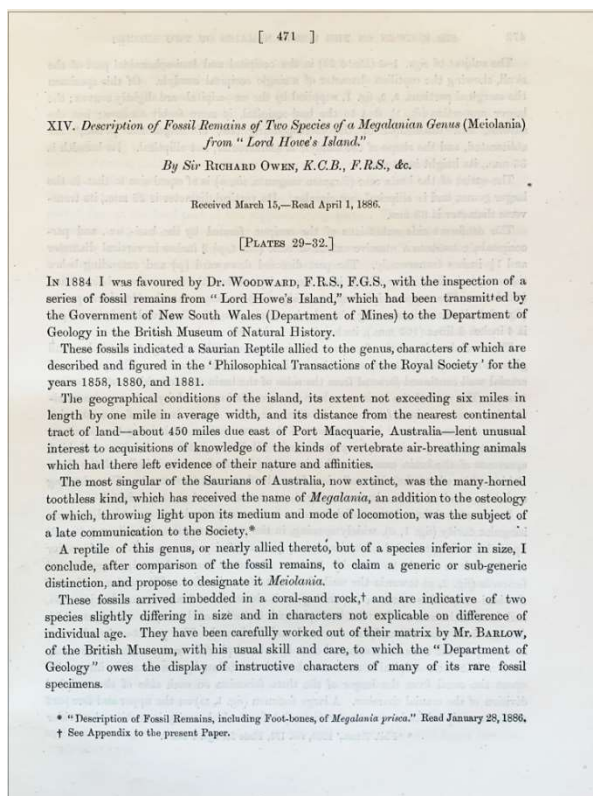 [ 471 ]
XIV. Description of Fossil Remains of Two Species of a Megalanian Genus (Meiolania)
from “ Lord Howe's Island.”
By Sir RICHARD OWEN, K.C.B., F.R.S., &c.
Received March 15,—Read April 1, 1886.
[PLATES 29–32.]
IN 1884 I was favoured by Dr. WOODWARD, F.R.S., F.G.S., with the inspection of a
series of fossil remains from “ Lord Howe's Island,” which had been transmitted by
the Government of New South Wales (Department of Mines) to the Department of
Geology in the British Museum of Natural History.
These fossils indicated a Saurian Reptile allied to the genus, characters of which are
described and figured in the ‘ Philosophical Transactions of the Royal Society ’ for the
years 1858, 1880, and 1881.
The geographical conditions of the island, its extent not exceeding six miles in
length by one mile in average width, and its distance from the nearest continental
tract of land—about 450 miles due east of Port Macquarie, Australia—lent unusual
interest to acquisitions of knowledge of the kinds of vertebrate air-breathing animals
which had there left evidence of their nature and affinities.
The most singular of the Saurians of Australia, now extinct, was the many-horned
toothless kind, which has received the name of Megalania, an addition to the osteology
of which, throwing light upon its medium and mode of locomotion, was the subject of
a late communication to the Society.*
A reptile of this genus, or nearly allied thereto, but of a species inferior in size, I
conclude, after comparison of the fossil remains, to claim a generic or sub-generic
distinction, and propose to designate it Meiolania.
These fossils arrived imbedded in a coral-sand rock,† and are indicative of two
species slightly differing in size and in characters not explicable on difference of
individual age. They have been carefully worked out of their matrix by Mr. BARLOW,
of the British Museum, with his usual skill and care, to which the “ Department of
Geology ” owes the display of instructive characters of many of its rare fossil
specimens.
* “ Description of Fossil Remains, including Foot-bones, of Megalania prisca.” Read January 28, 1886.
† See Appendix to the present Paper.